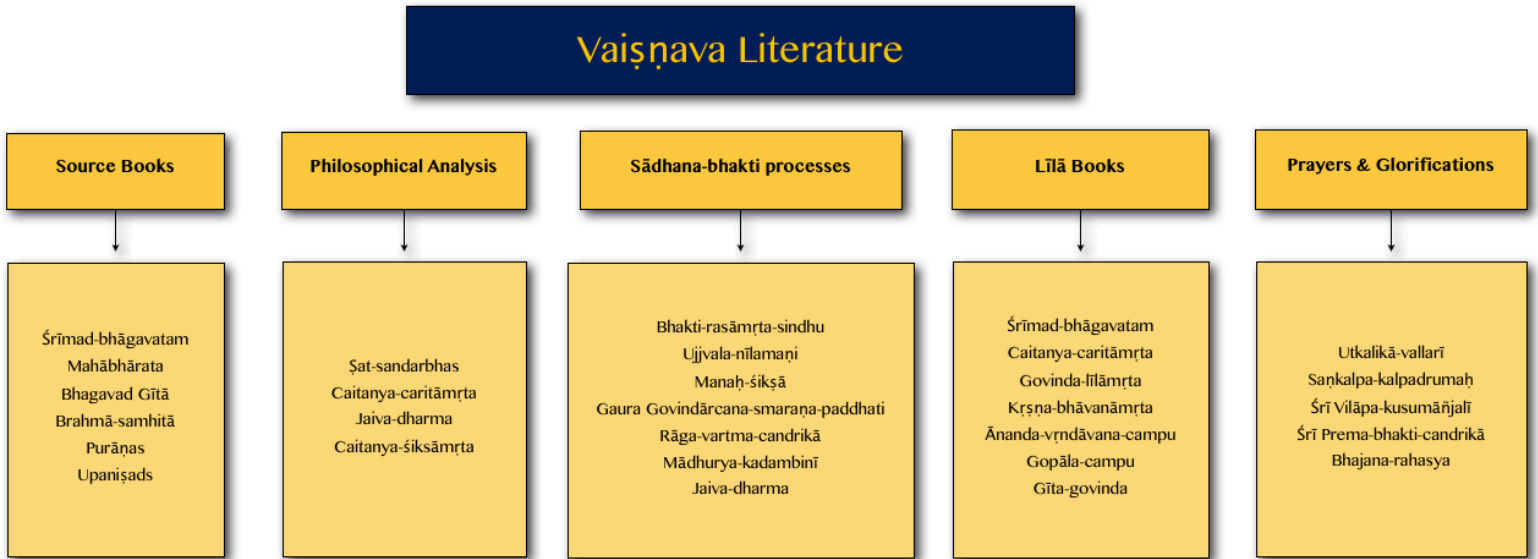 Vaiṣṇava Literature
Source Books
Śrīmad-bhāgavatam
Mahābhārata
Bhagavad Gītā
Brahmā-samhitā
Purāṇas
Upaniṣads
Philosophical Analysis
Ṣat-sandarbhas
Caitanya-caritāmṛta
Jaiva-dharma
Caitanya-śiksāmṛta
Sādhana-bhakti processes
Bhakti-rasāmṛta-sindhu
Ujjvala-nīlamaṇi
Manaḥ-śikṣā
Gaura Govindārcana-smaraṇa-paddhati
Rāga-vartma-candrikā
Mādhurya-kadambinī
Jaiva-dharma
Līlā Books
Śrīmad-bhāgavatam
Caitanya-caritāmṛta
Govinda-līlāmṛta
Kṛṣṇa-bhāvanāmṛta
Ānanda-vṛndāvana-campu
Gopāla-campu
Gīta-govinda
Prayers & Glorifications
Utkalikā-vallarī
Saṇkalpa-kalpadrumaḥ
Śrī Vilāpa-kusumāñjalī
Śrī Prema-bhakti-candrikā
Bhajana-rahasya